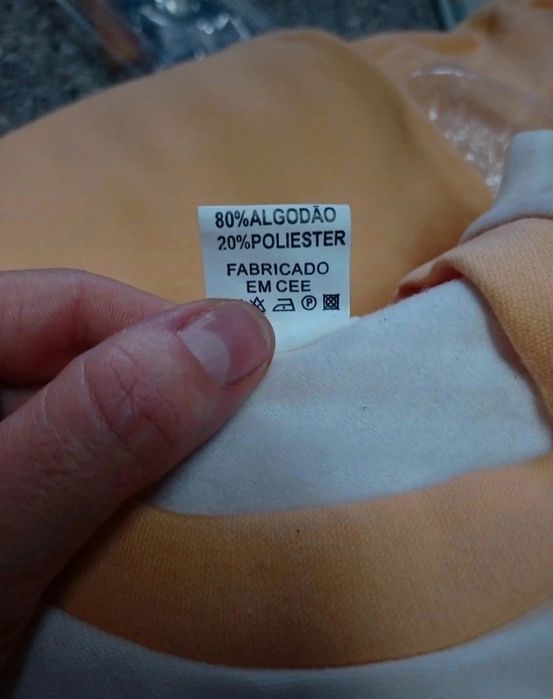 80%ALGODÃO
20%POLIESTER
FABRICADO
EM CEE
P